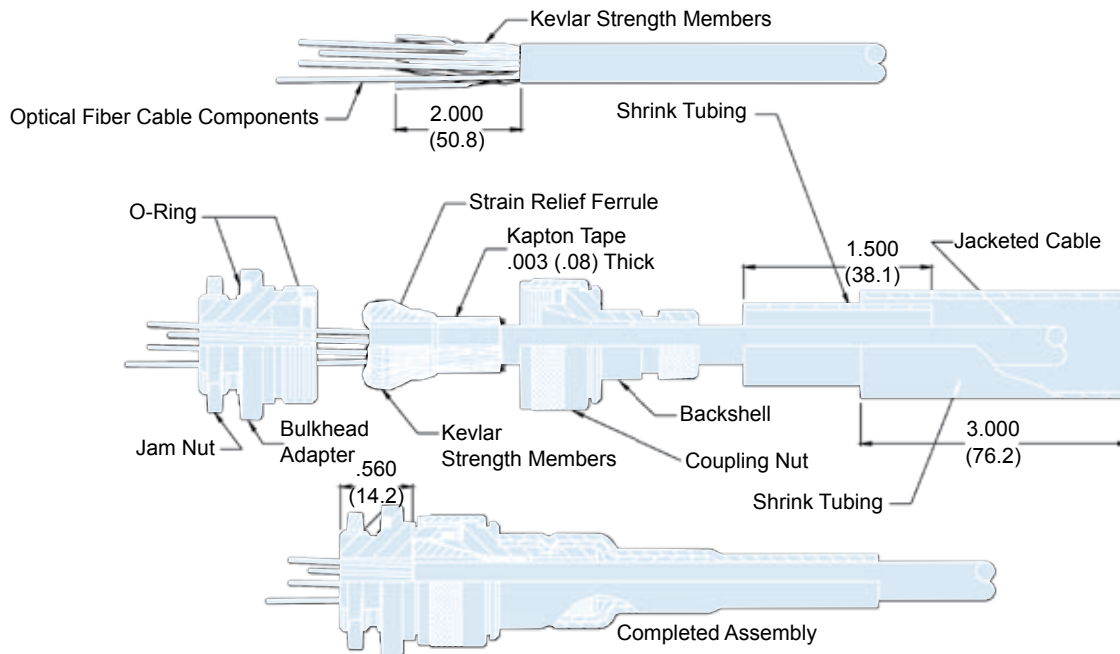 Kevlar Strength Members
Optical Fiber Cable Components
2.000
(50.8)
Shrink Tubing
O-Ring
Strain Relief Ferrule
Kapton Tape
.003 (.08) Thick
1.500
(38.1)
Jacketed Cable
Jam Nut
Bulkhead
Adapter
Kevlar
Strength Members
Backshell
Coupling Nut
3.000
(76.2)
Shrink Tubing
.560
(14.2)
Completed Assembly